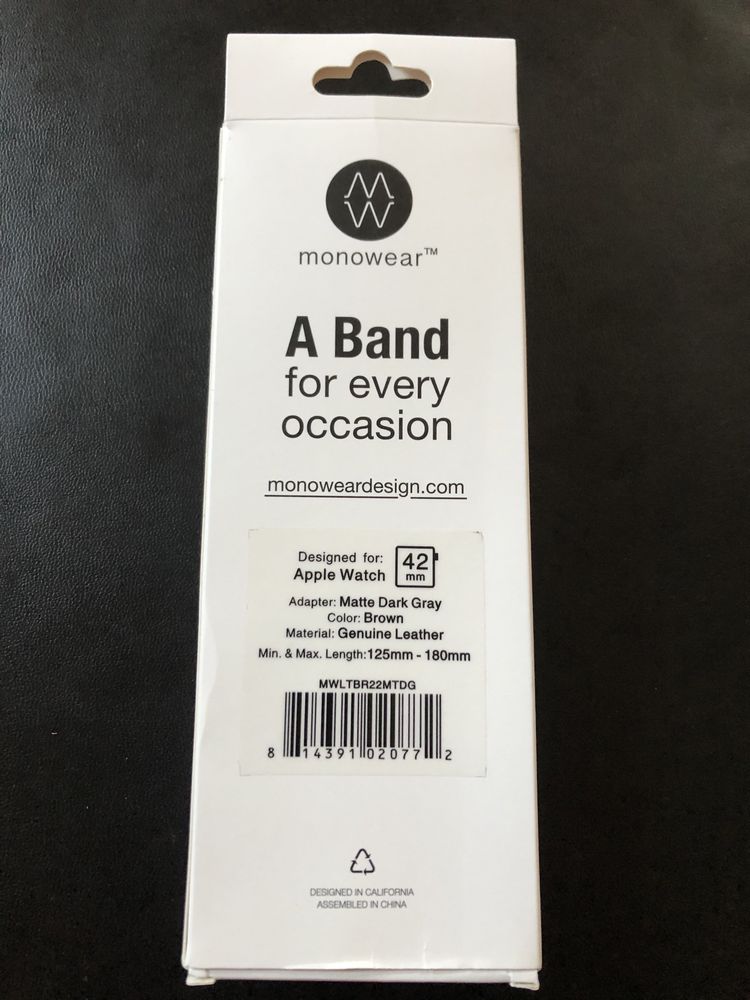 MW
monowear™
A Band
for every
occasion
monoweardesign.com
Designed for:
Apple Watch
42
mm
Adapter: Matte Dark Gray
Color: Brown
Material: Genuine Leather
Min. & Max. Length:125mm - 180mm
MWLTBR22MTDG
8 14391 02077 2
DESIGNED IN CALIFORNIA
ASSEMBLED IN CHINA